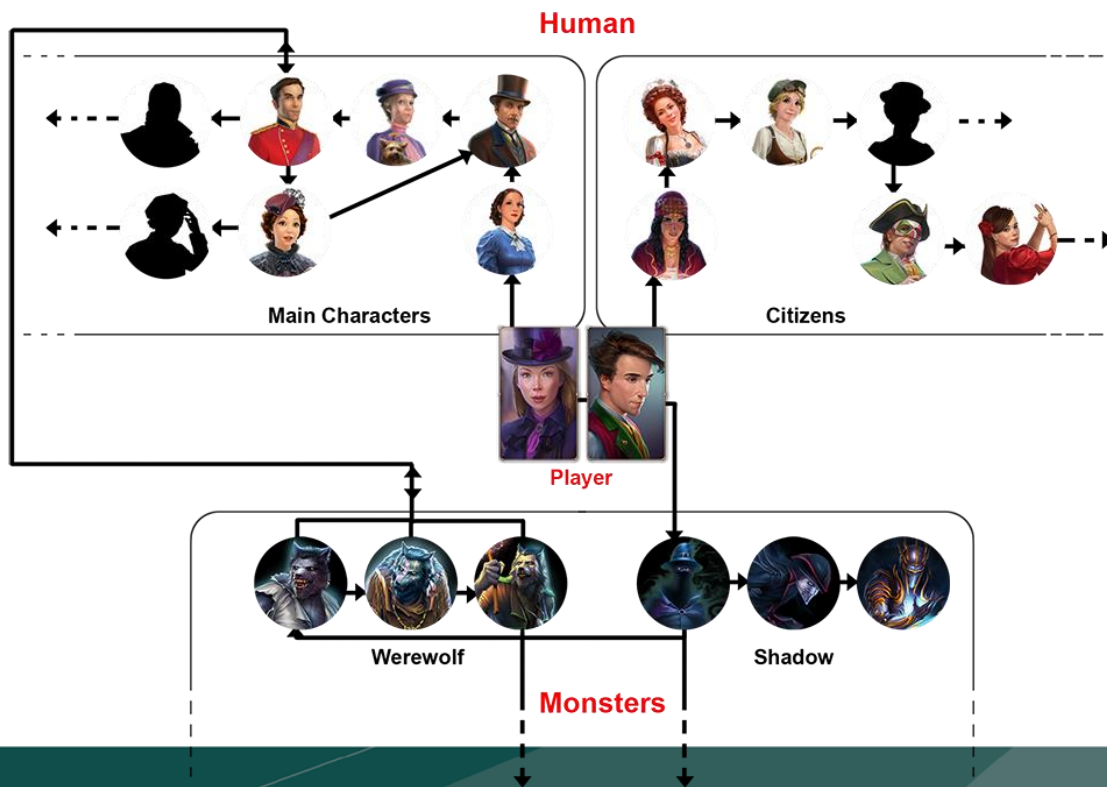 Human
Main Characters
Citizens
Player
Werewolf
Shadow
Monsters